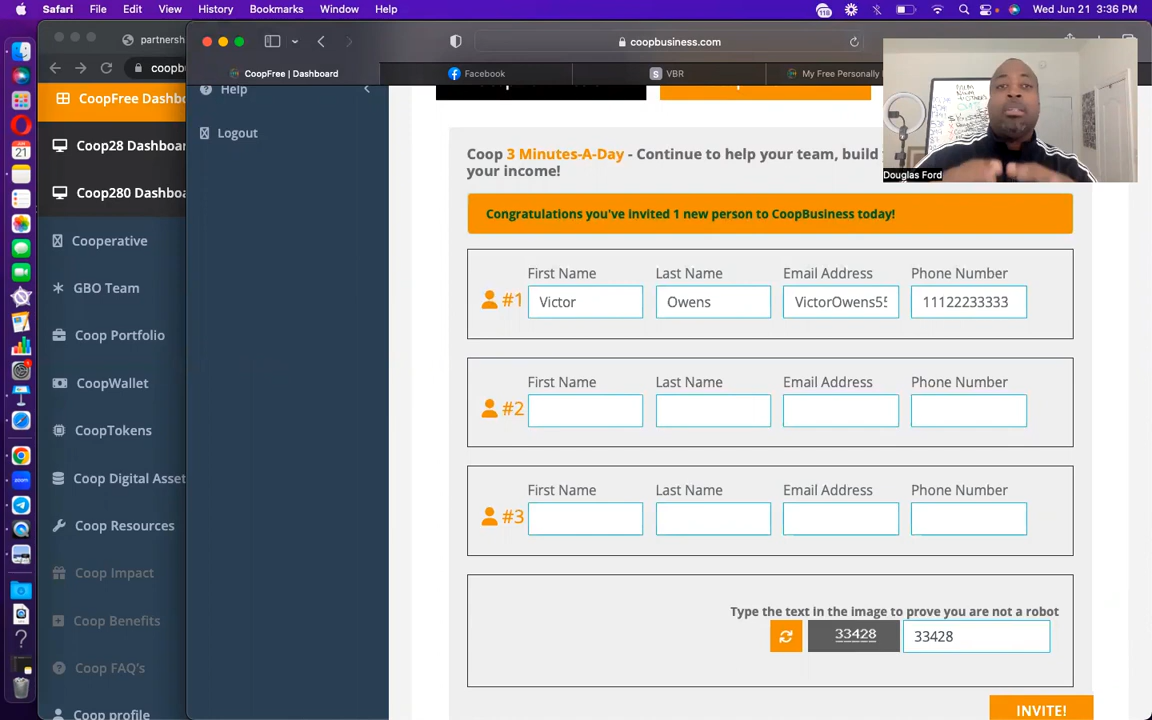 Safari File Edit View History Bookmarks Window Help
118
Wed Jun 21 3:36 PM
partnersh
coopbusiness.com
coopbu
CoopFree | Dashboard
Facebook
S VBR
My Free Personally
CoopFree Dashbo
Coop28 Dashboar
Coop280 Dashboa
Cooperative
GBO Team
Coop Portfolio
CoopWallet
CoopTokens
Coop Digital Asset
Coop Resources
Coop Impact
Coop Benefits
Coop FAQ's
Coop profile
Help
Logout
Douglas Ford
Coop 3 Minutes-A-Day - Continue to help your team, build
your income!
Congratulations you've invited 1 new person to CoopBusiness today!
First Name Last Name Email Address Phone Number
#1 Victor Owens VictorOwens55 11122233333
First Name Last Name Email Address Phone Number
#2
First Name Last Name Email Address Phone Number
#3
Type the text in the image to prove you are not a robot
33428 33428
INVITE!